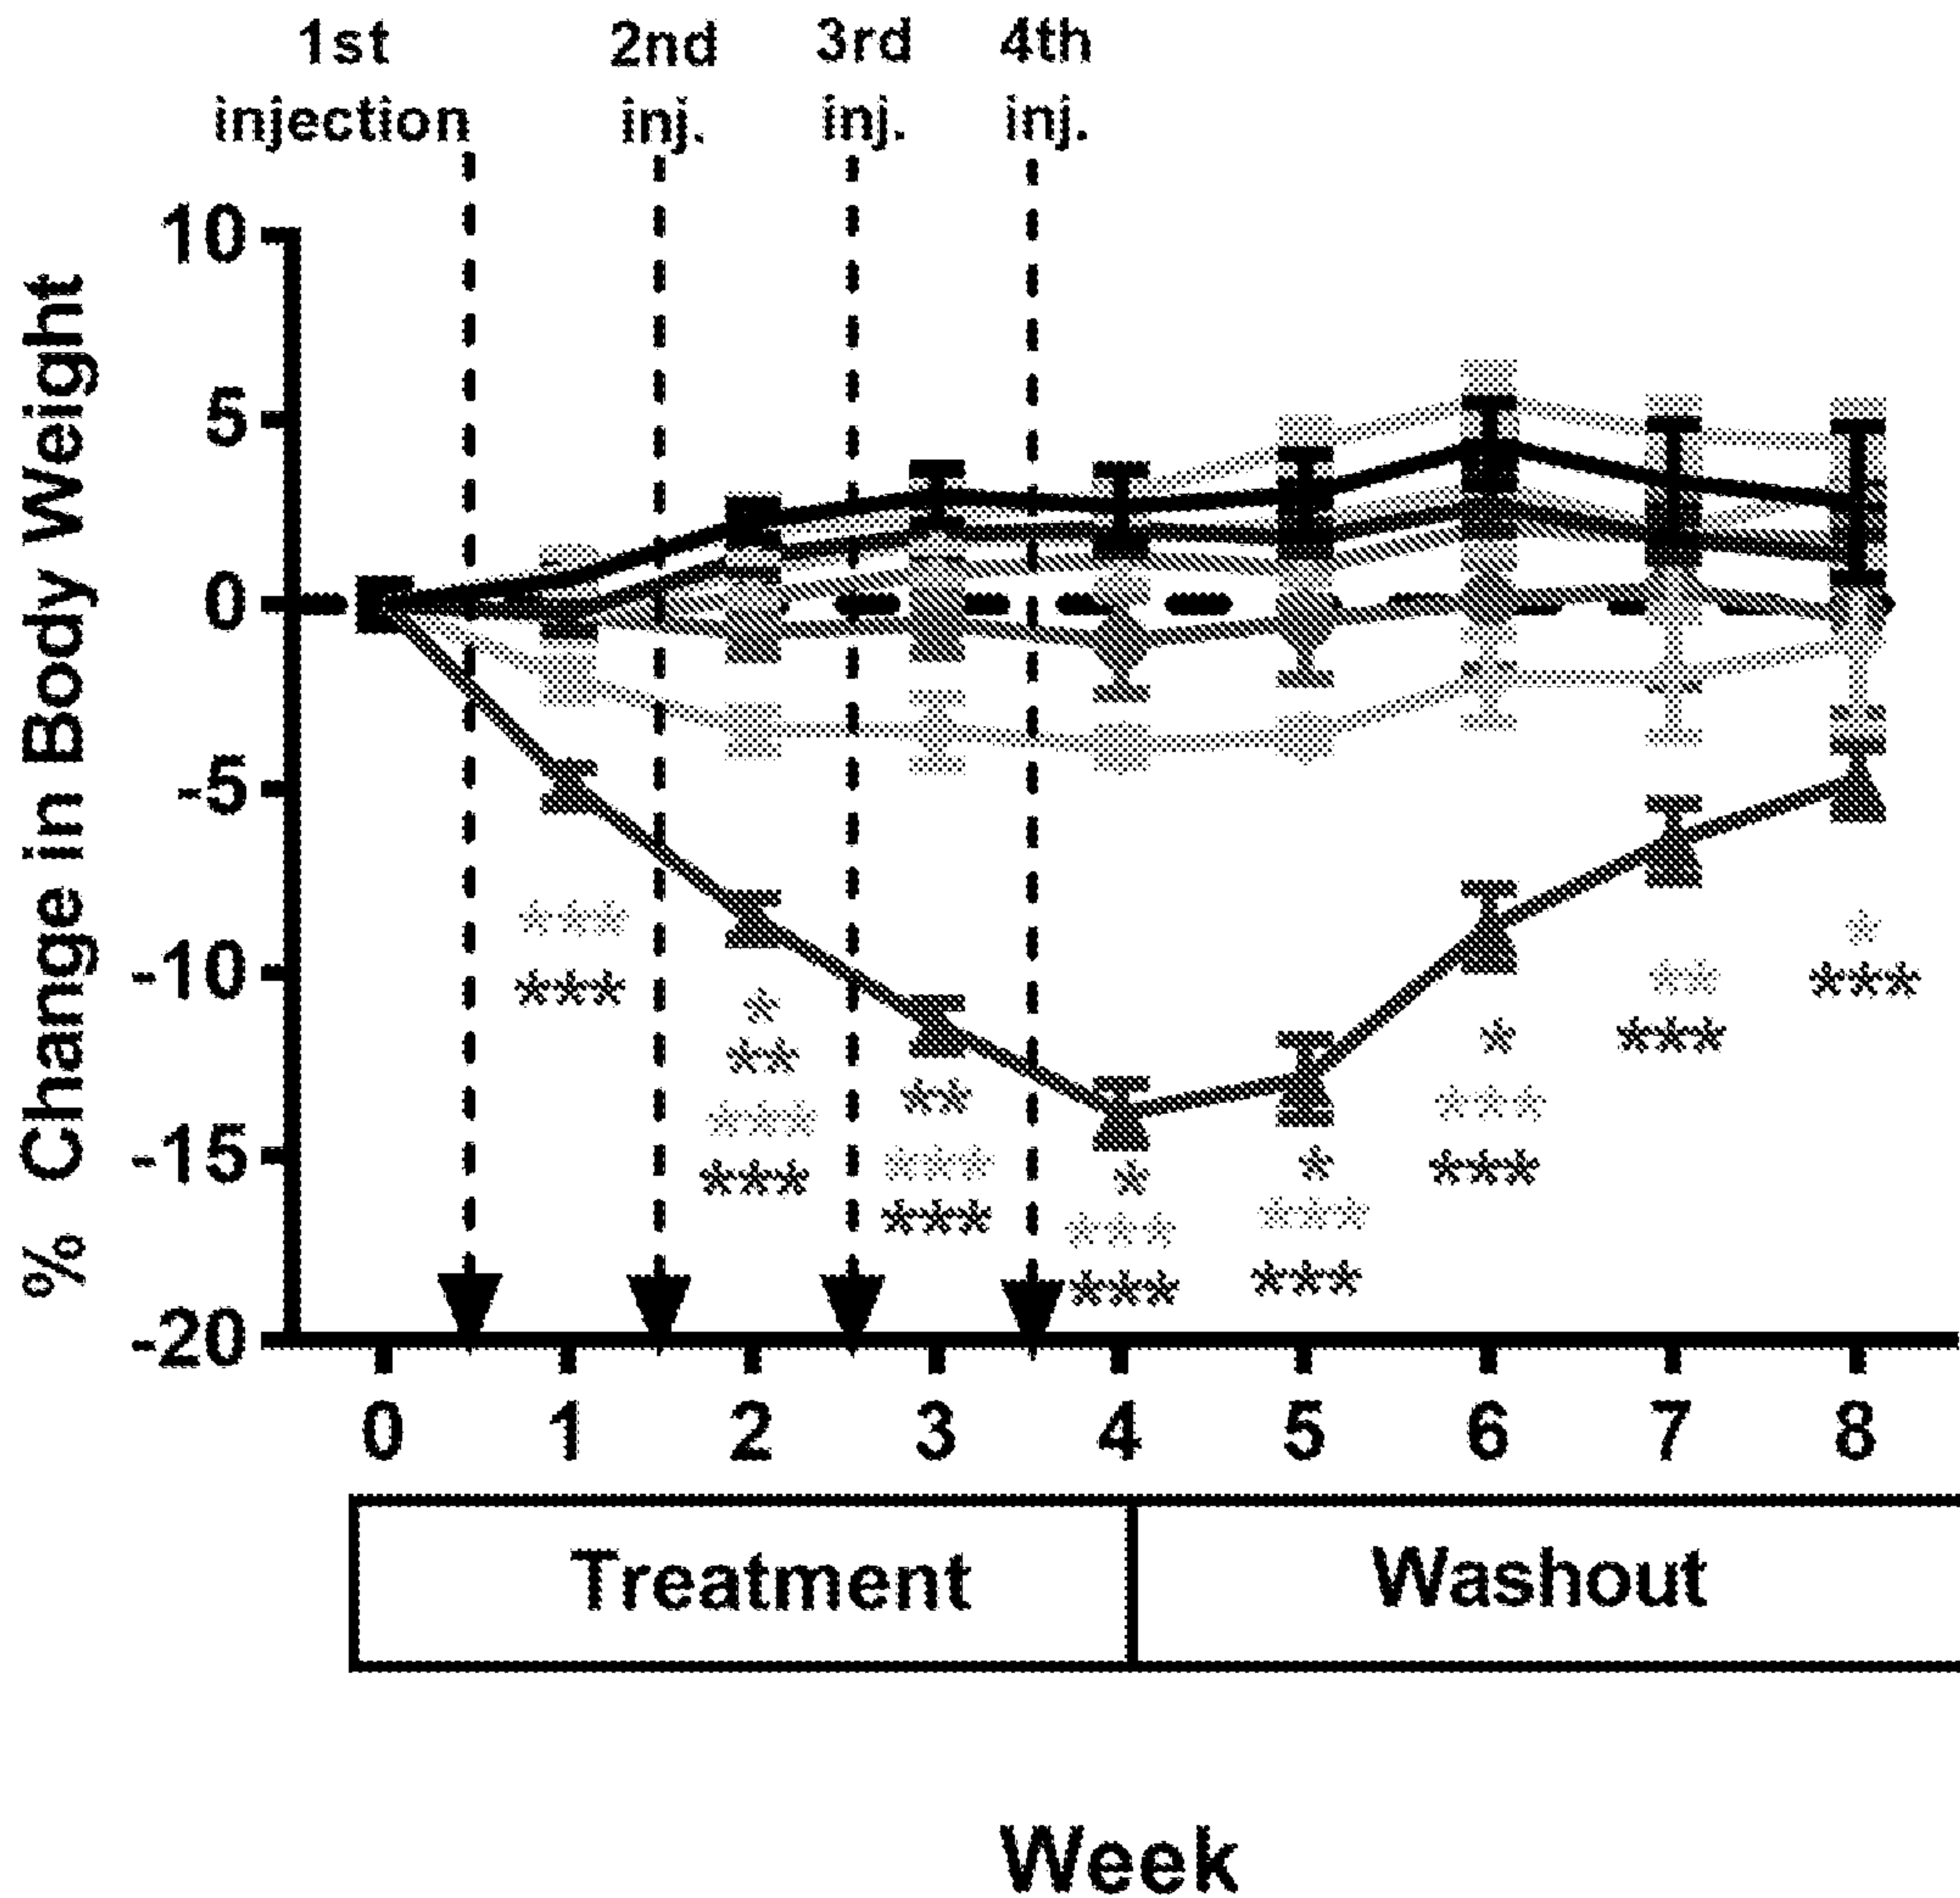 1st
injection
2nd
inj.
3rd
inj.
4th
inj.
% Change in Body Weight
10
5
0
-5
-10
-15
-20
***
***
*
**
***
***
**
***
***
*
***
***
*
***
***
*
***
***
**
***
*
***
0 1 2 3 4 5 6 7 8
Treatment Washout
Week